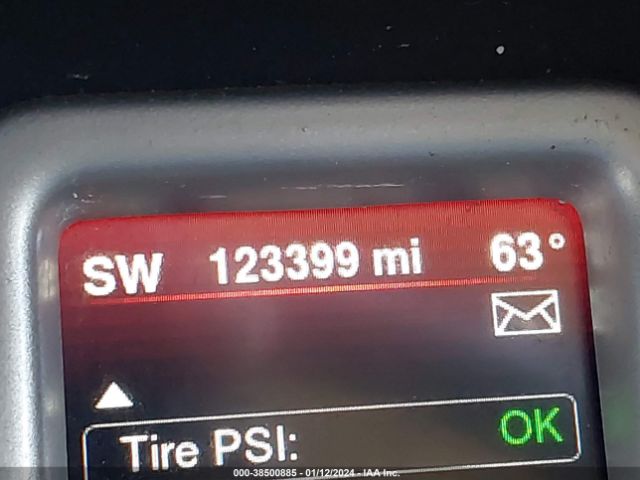 SW 123399 mi 63°
Tire PSI: OK
000-38500885 - 01/12/2024 - IAA Inc.